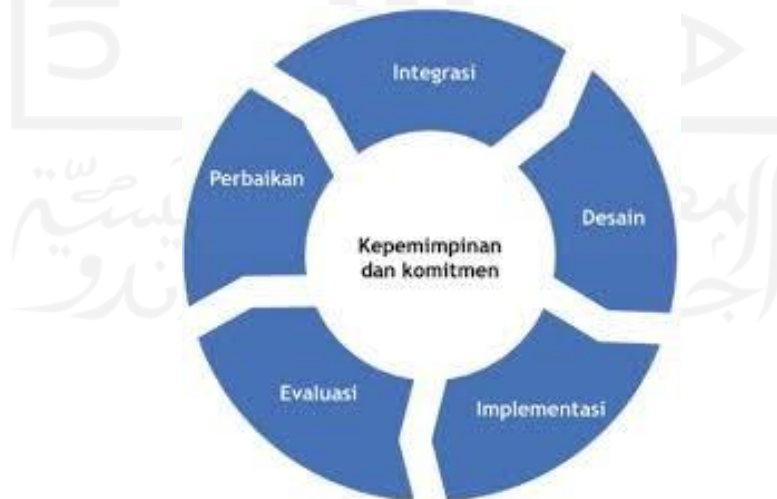 Integrasi
Perbaikan
Desain
Kepemimpinan
dan komitmen
Evaluasi
Implementasi